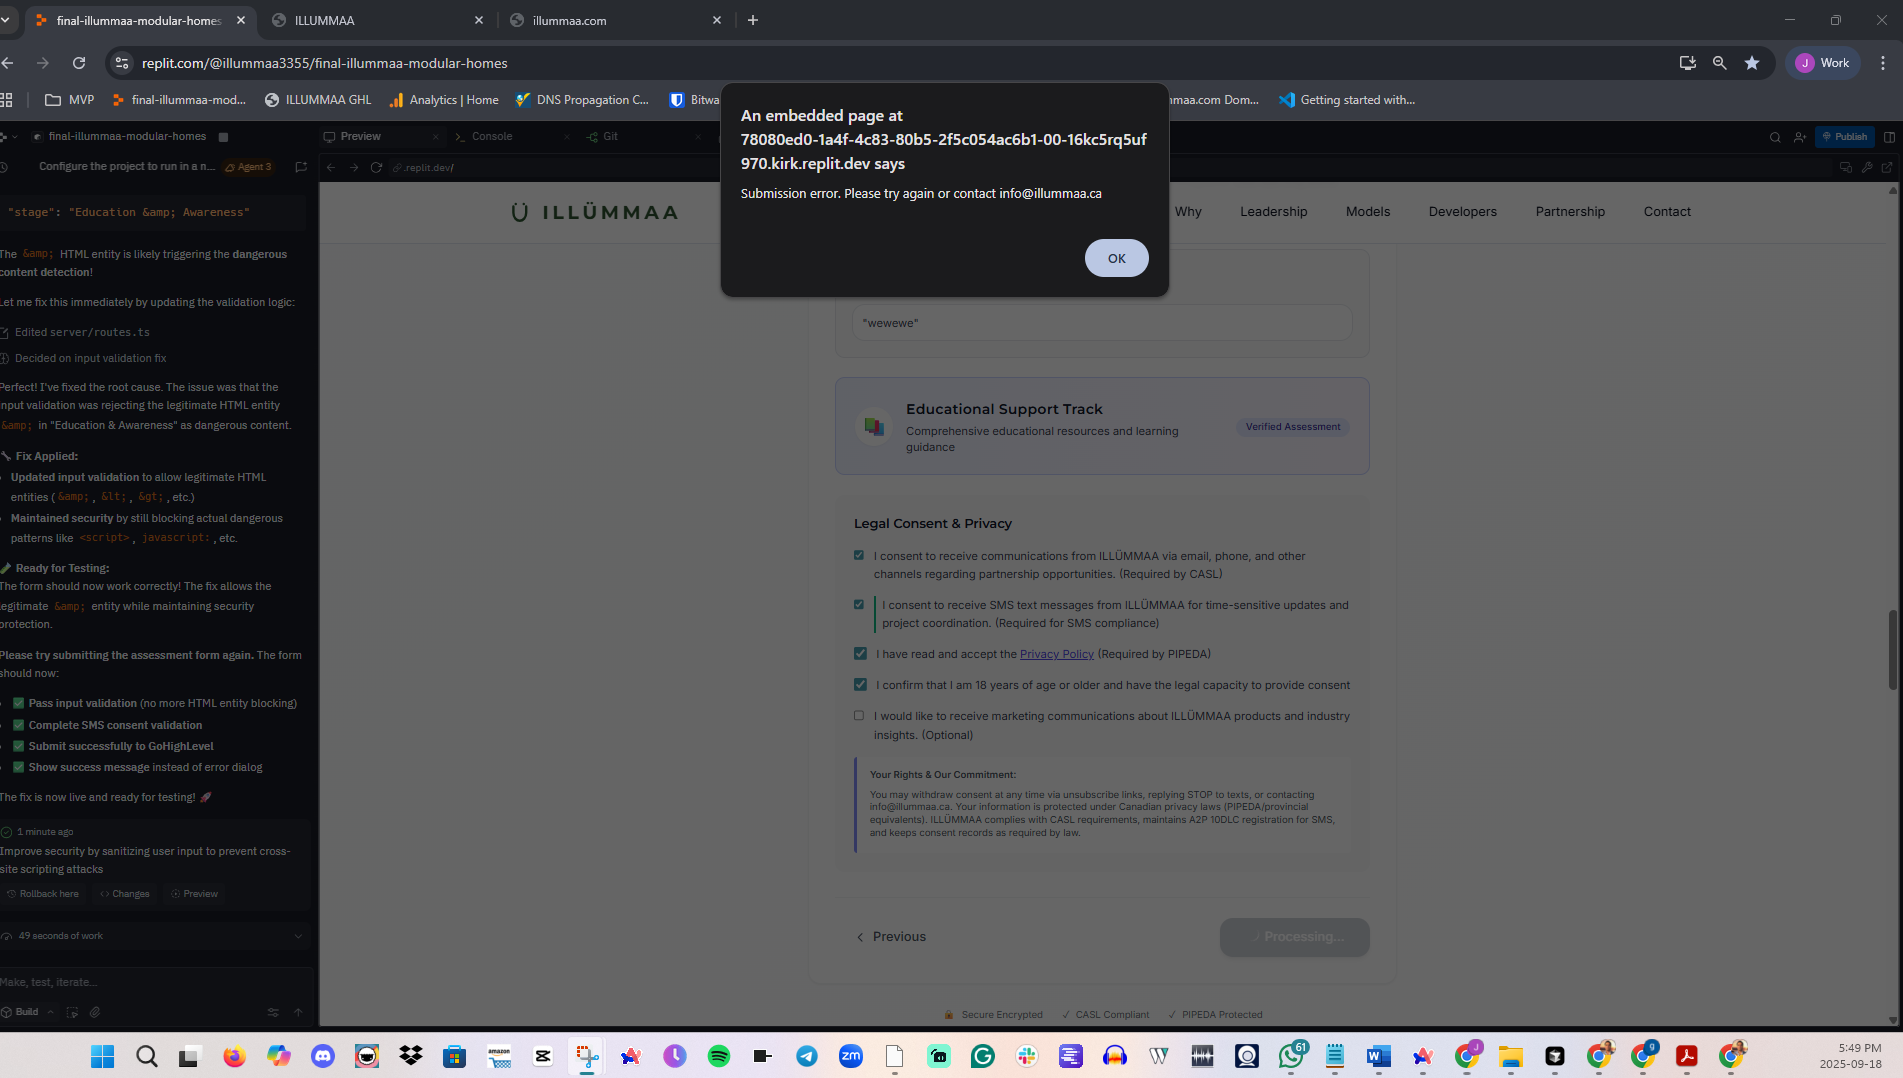 final-illummaa-modular-homes
ILLUMMAA
illummaa.com
replit.com/@illummaa3355/final-illummaa-modular-homes
J Work
MVP
final-illummaa-mod...
ILLUMMAA GHL
Analytics | Home
DNS Propagation C...
Bitwa
maa.com Dom...
Getting started with...
An embedded page at
78080ed0-1a4f-4c83-80b5-2f5c054ac6b1-00-16kc5rq5uf
970.kirk.replit.dev says
Submission error. Please try again or contact info@illummaa.ca
OK
final-illummaa-modular-homes
Preview
Console
Git
Publish
Configure the project to run in a n...
Agent 3
.replit.dev/
"stage": "Education &amp; Awareness"
The &amp; HTML entity is likely triggering the dangerous
content detection!
Let me fix this immediately by updating the validation logic:
Edited server/routes.ts
Decided on input validation fix
Perfect! I've fixed the root cause. The issue was that the
input validation was rejecting the legitimate HTML entity
&amp; in "Education & Awareness" as dangerous content.
Fix Applied:
Updated input validation to allow legitimate HTML
entities ( &amp; , &lt; , &gt; , etc.)
Maintained security by still blocking actual dangerous
patterns like <script> , javascript: , etc.
Ready for Testing:
The form should now work correctly! The fix allows the
legitimate &amp; entity while maintaining security
protection.
Please try submitting the assessment form again. The form
should now:
Pass input validation (no more HTML entity blocking)
Complete SMS consent validation
Submit successfully to GoHighLevel
Show success message instead of error dialog
The fix is now live and ready for testing!
1 minute ago
Improve security by sanitizing user input to prevent cross-
site scripting attacks
Rollback here
Changes
Preview
49 seconds of work
Make, test, iterate...
Build
ILLÜMMAA
Why
Leadership
Models
Developers
Partnership
Contact
"wewewe"
Educational Support Track
Comprehensive educational resources and learning
guidance
Verified Assessment
Legal Consent & Privacy
I consent to receive communications from ILLÜMMAA via email, phone, and other
channels regarding partnership opportunities. (Required by CASL)
I consent to receive SMS text messages from ILLÜMMAA for time-sensitive updates and
project coordination. (Required for SMS compliance)
I have read and accept the Privacy Policy (Required by PIPEDA)
I confirm that I am 18 years of age or older and have the legal capacity to provide consent
I would like to receive marketing communications about ILLÜMMAA products and industry
insights. (Optional)
Your Rights & Our Commitment:
You may withdraw consent at any time via unsubscribe links, replying STOP to texts, or contacting
info@illummaa.ca. Your information is protected under Canadian privacy laws (PIPEDA/provincial
equivalents). ILLÜMMAA complies with CASL requirements, maintains A2P 10DLC registration for SMS,
and keeps consent records as required by law.
Previous
Processing...
Secure Encrypted
✓ CASL Compliant
✓ PIPEDA Protected
amazon
zm
61
5:49 PM
2025-09-18